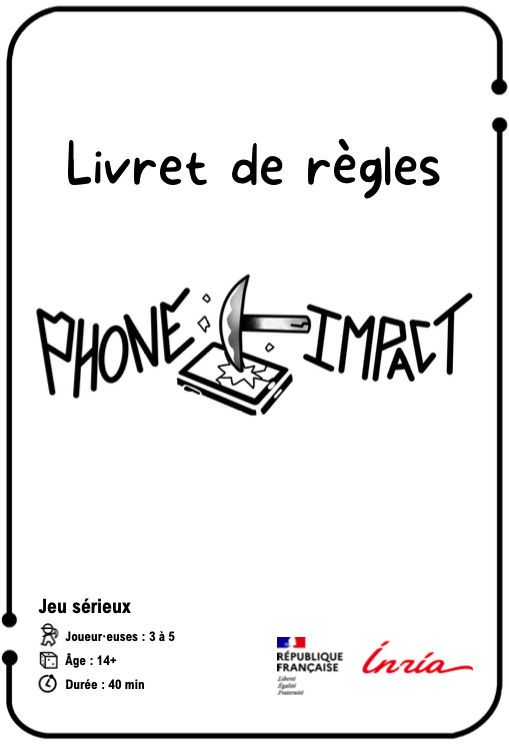 Livret de règles
PHONE IMPACT
Jeu sérieux
Joueur·euses : 3 à 5
Âge : 14+
Durée : 40 min
RÉPUBLIQUE
FRANÇAISE
Liberté
Égalité
Fraternité
Inria